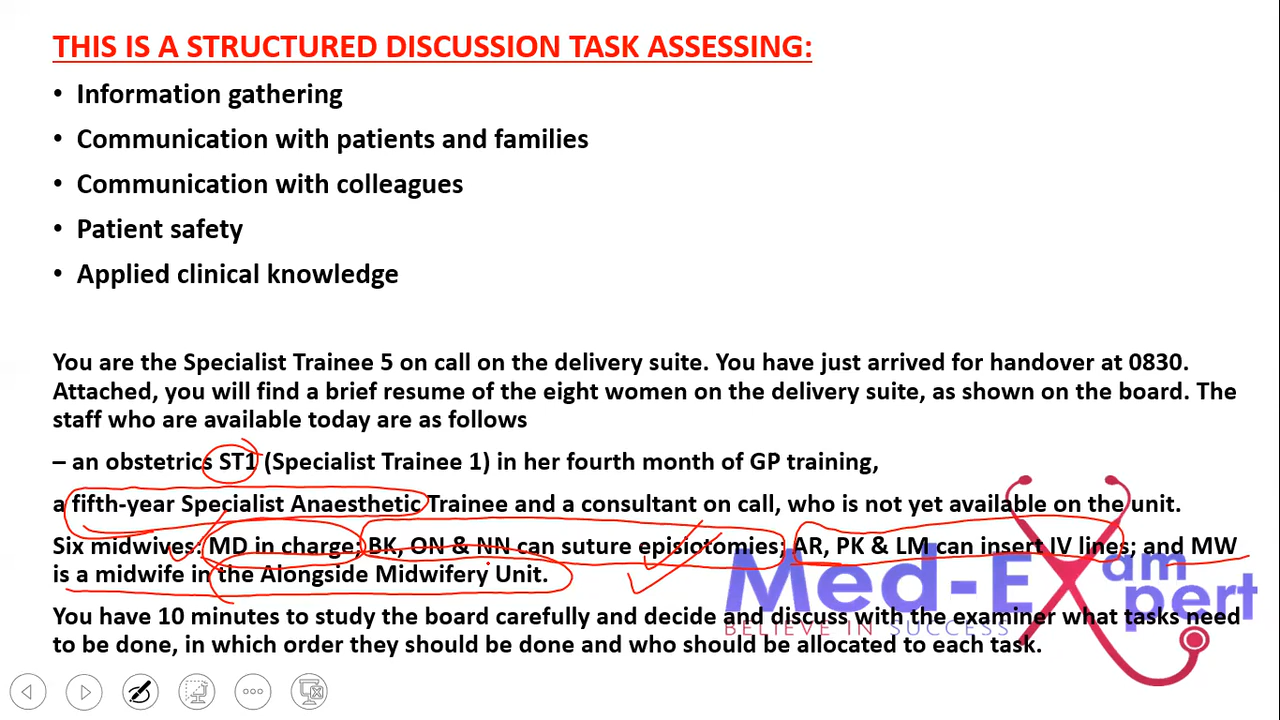 THIS IS A STRUCTURED DISCUSSION TASK ASSESSING:
• Information gathering
• Communication with patients and families
• Communication with colleagues
• Patient safety
• Applied clinical knowledge
You are the Specialist Trainee 5 on call on the delivery suite. You have just arrived for handover at 0830.
Attached, you will find a brief resume of the eight women on the delivery suite, as shown on the board. The
staff who are available today are as follows
– an obstetrics ST1 (Specialist Trainee 1) in her fourth month of GP training,
a fifth-year Specialist Anaesthetic Trainee and a consultant on call, who is not yet available on the unit.
Six midwives: MD in charge; BK, ON & NN can suture episiotomies; AR, PK & LM can insert IV lines; and MW
is a midwife in the Alongside Midwifery Unit.
You have 10 minutes to study the board carefully and decide and discuss with the examiner what tasks need
to be done, in which order they should be done and who should be allocated to each task.
Med-Exam
Expert
BELIEVE IN SUCCESS